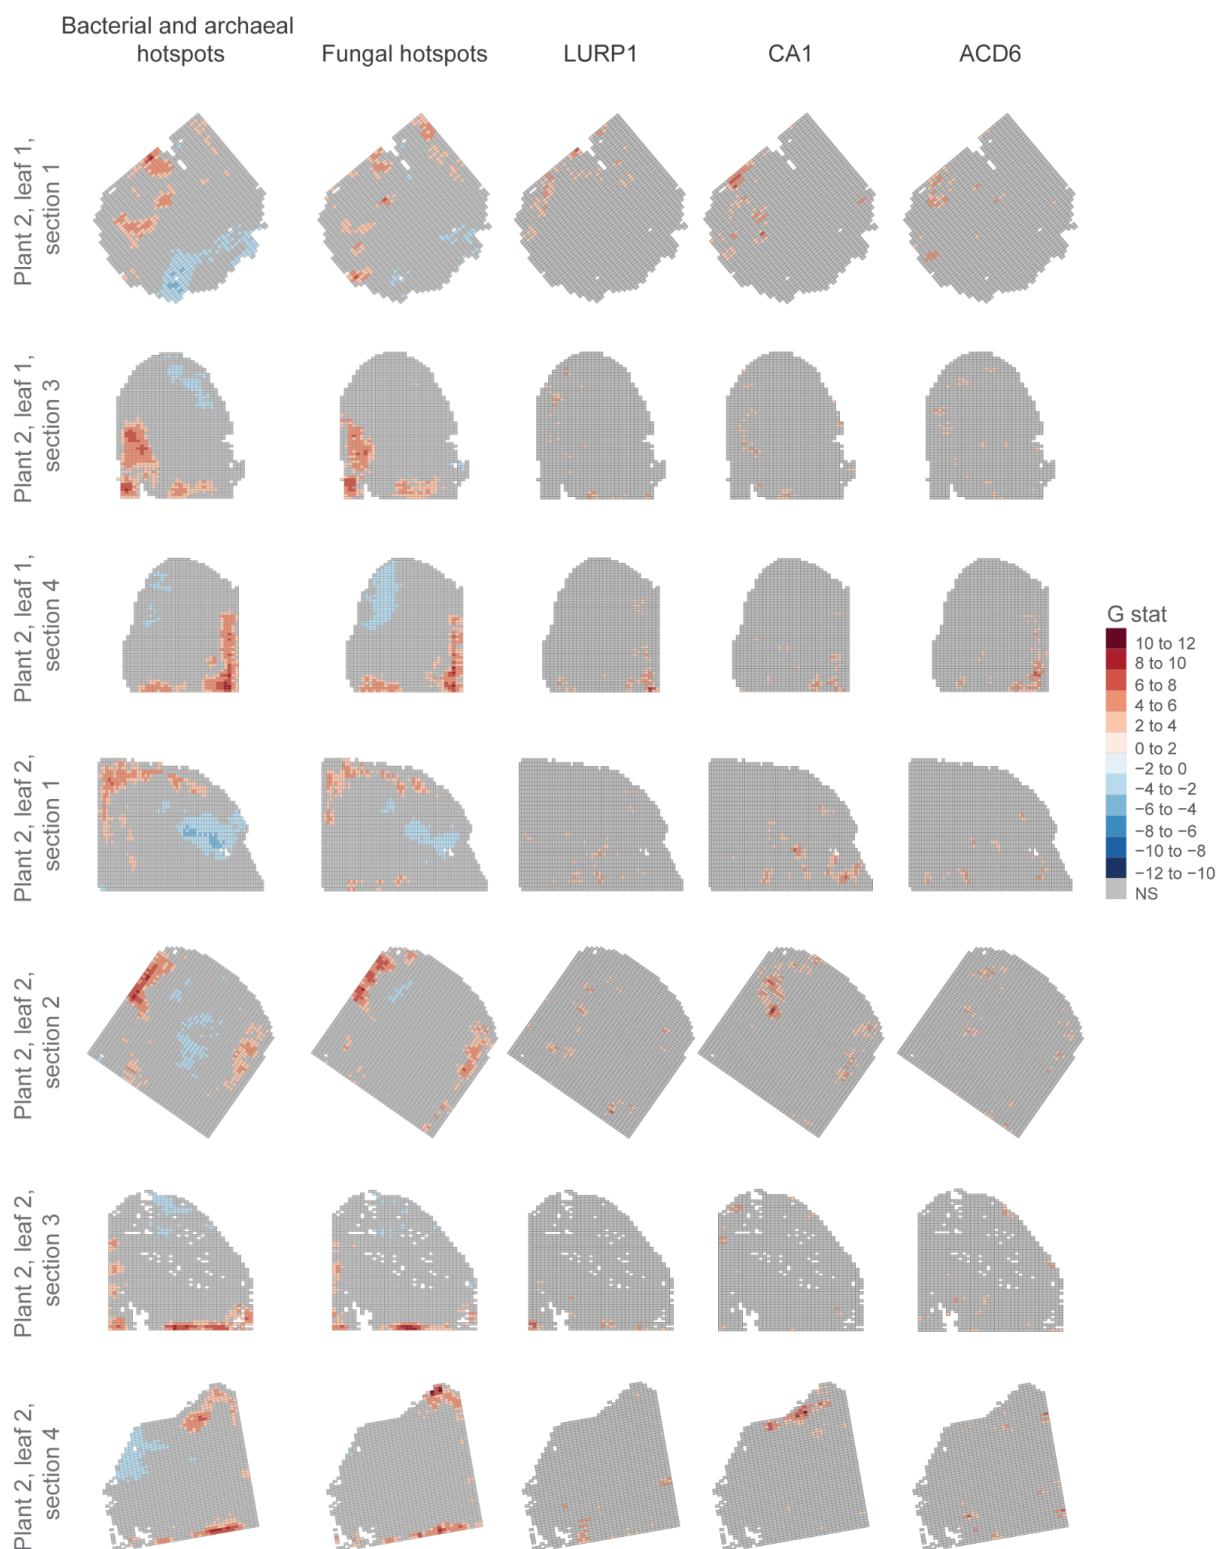 Bacterial and archaeal
hotspots
Fungal hotspots
LURP1
CA1
ACD6
Plant 2, leaf 1,
section 1
Plant 2, leaf 1,
section 3
Plant 2, leaf 1,
section 4
G stat
10 to 12
8 to 10
6 to 8
4 to 6
2 to 4
0 to 2
−2 to 0
−4 to −2
−6 to −4
−8 to −6
−10 to −8
−12 to −10
NS
Plant 2, leaf 2,
section 1
Plant 2, leaf 2,
section 2
Plant 2, leaf 2,
section 3
Plant 2, leaf 2,
section 4